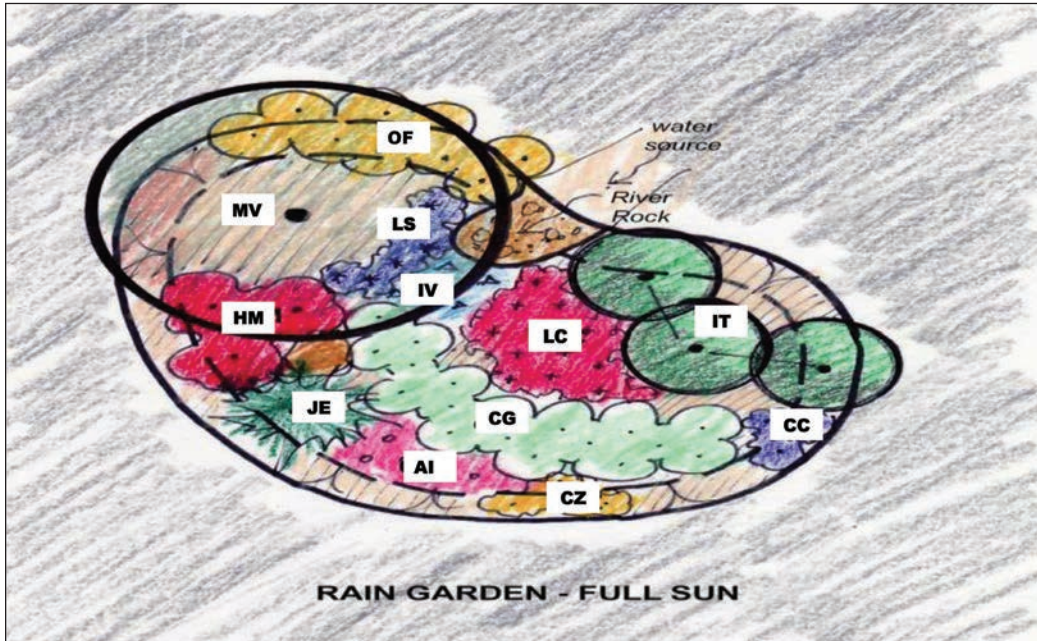 OF
water
source
River
Rock
MV
LS
IV
HM
LC
IT
JE
CG
CC
AI
CZ
RAIN GARDEN - FULL SUN